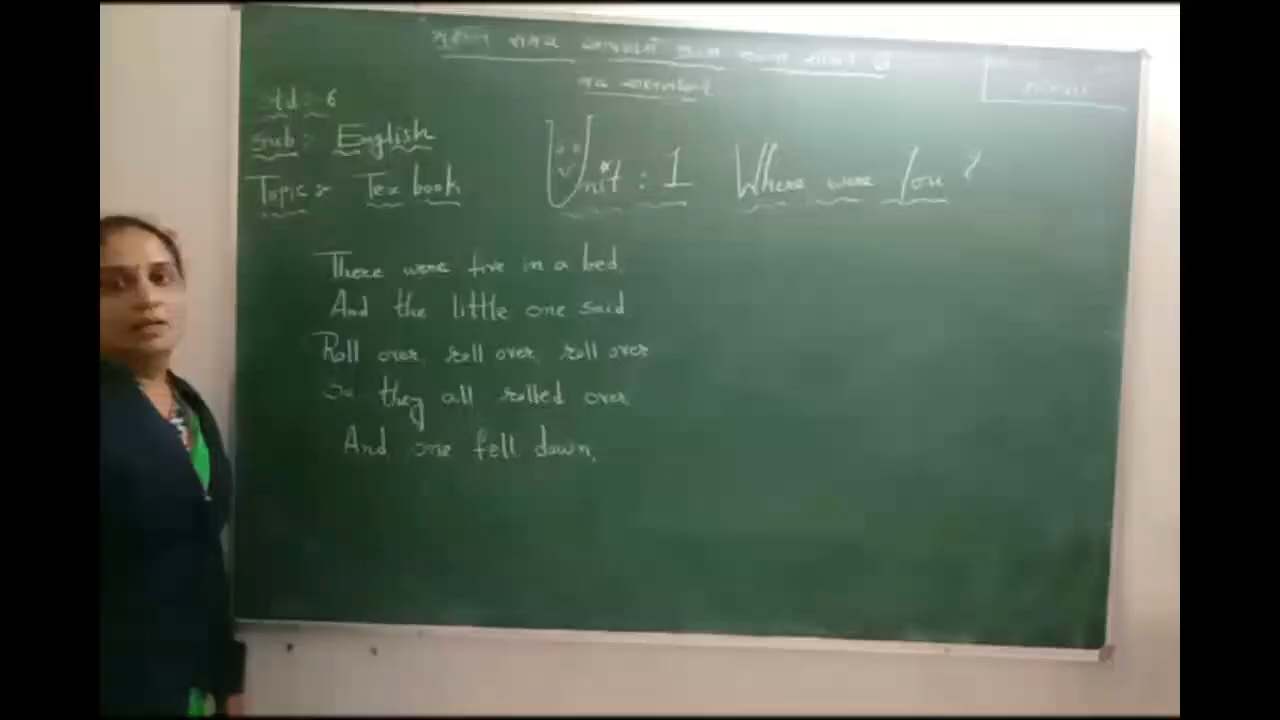 Std : 6
Sub : English
Topic : Tex book
Unit : 1 Where were You ?
There were five in a bed,
And the little one said
Roll over, roll over, roll over
So they all rolled over
And one fell down,